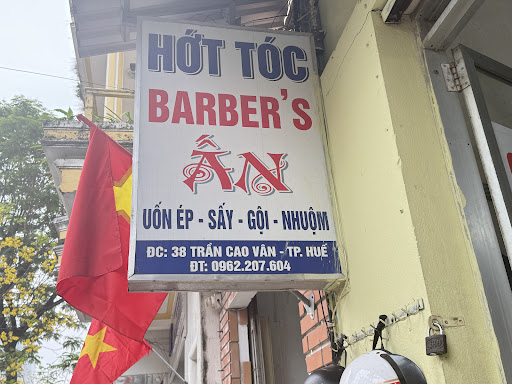 HỚT TÓC
BARBER'S
ẤN
UỐN ÉP - SẤY - GỘI - NHUỘM
ĐC: 38 TRẦN CAO VÂN - TP. HUẾ
ĐT: 0962.207.604